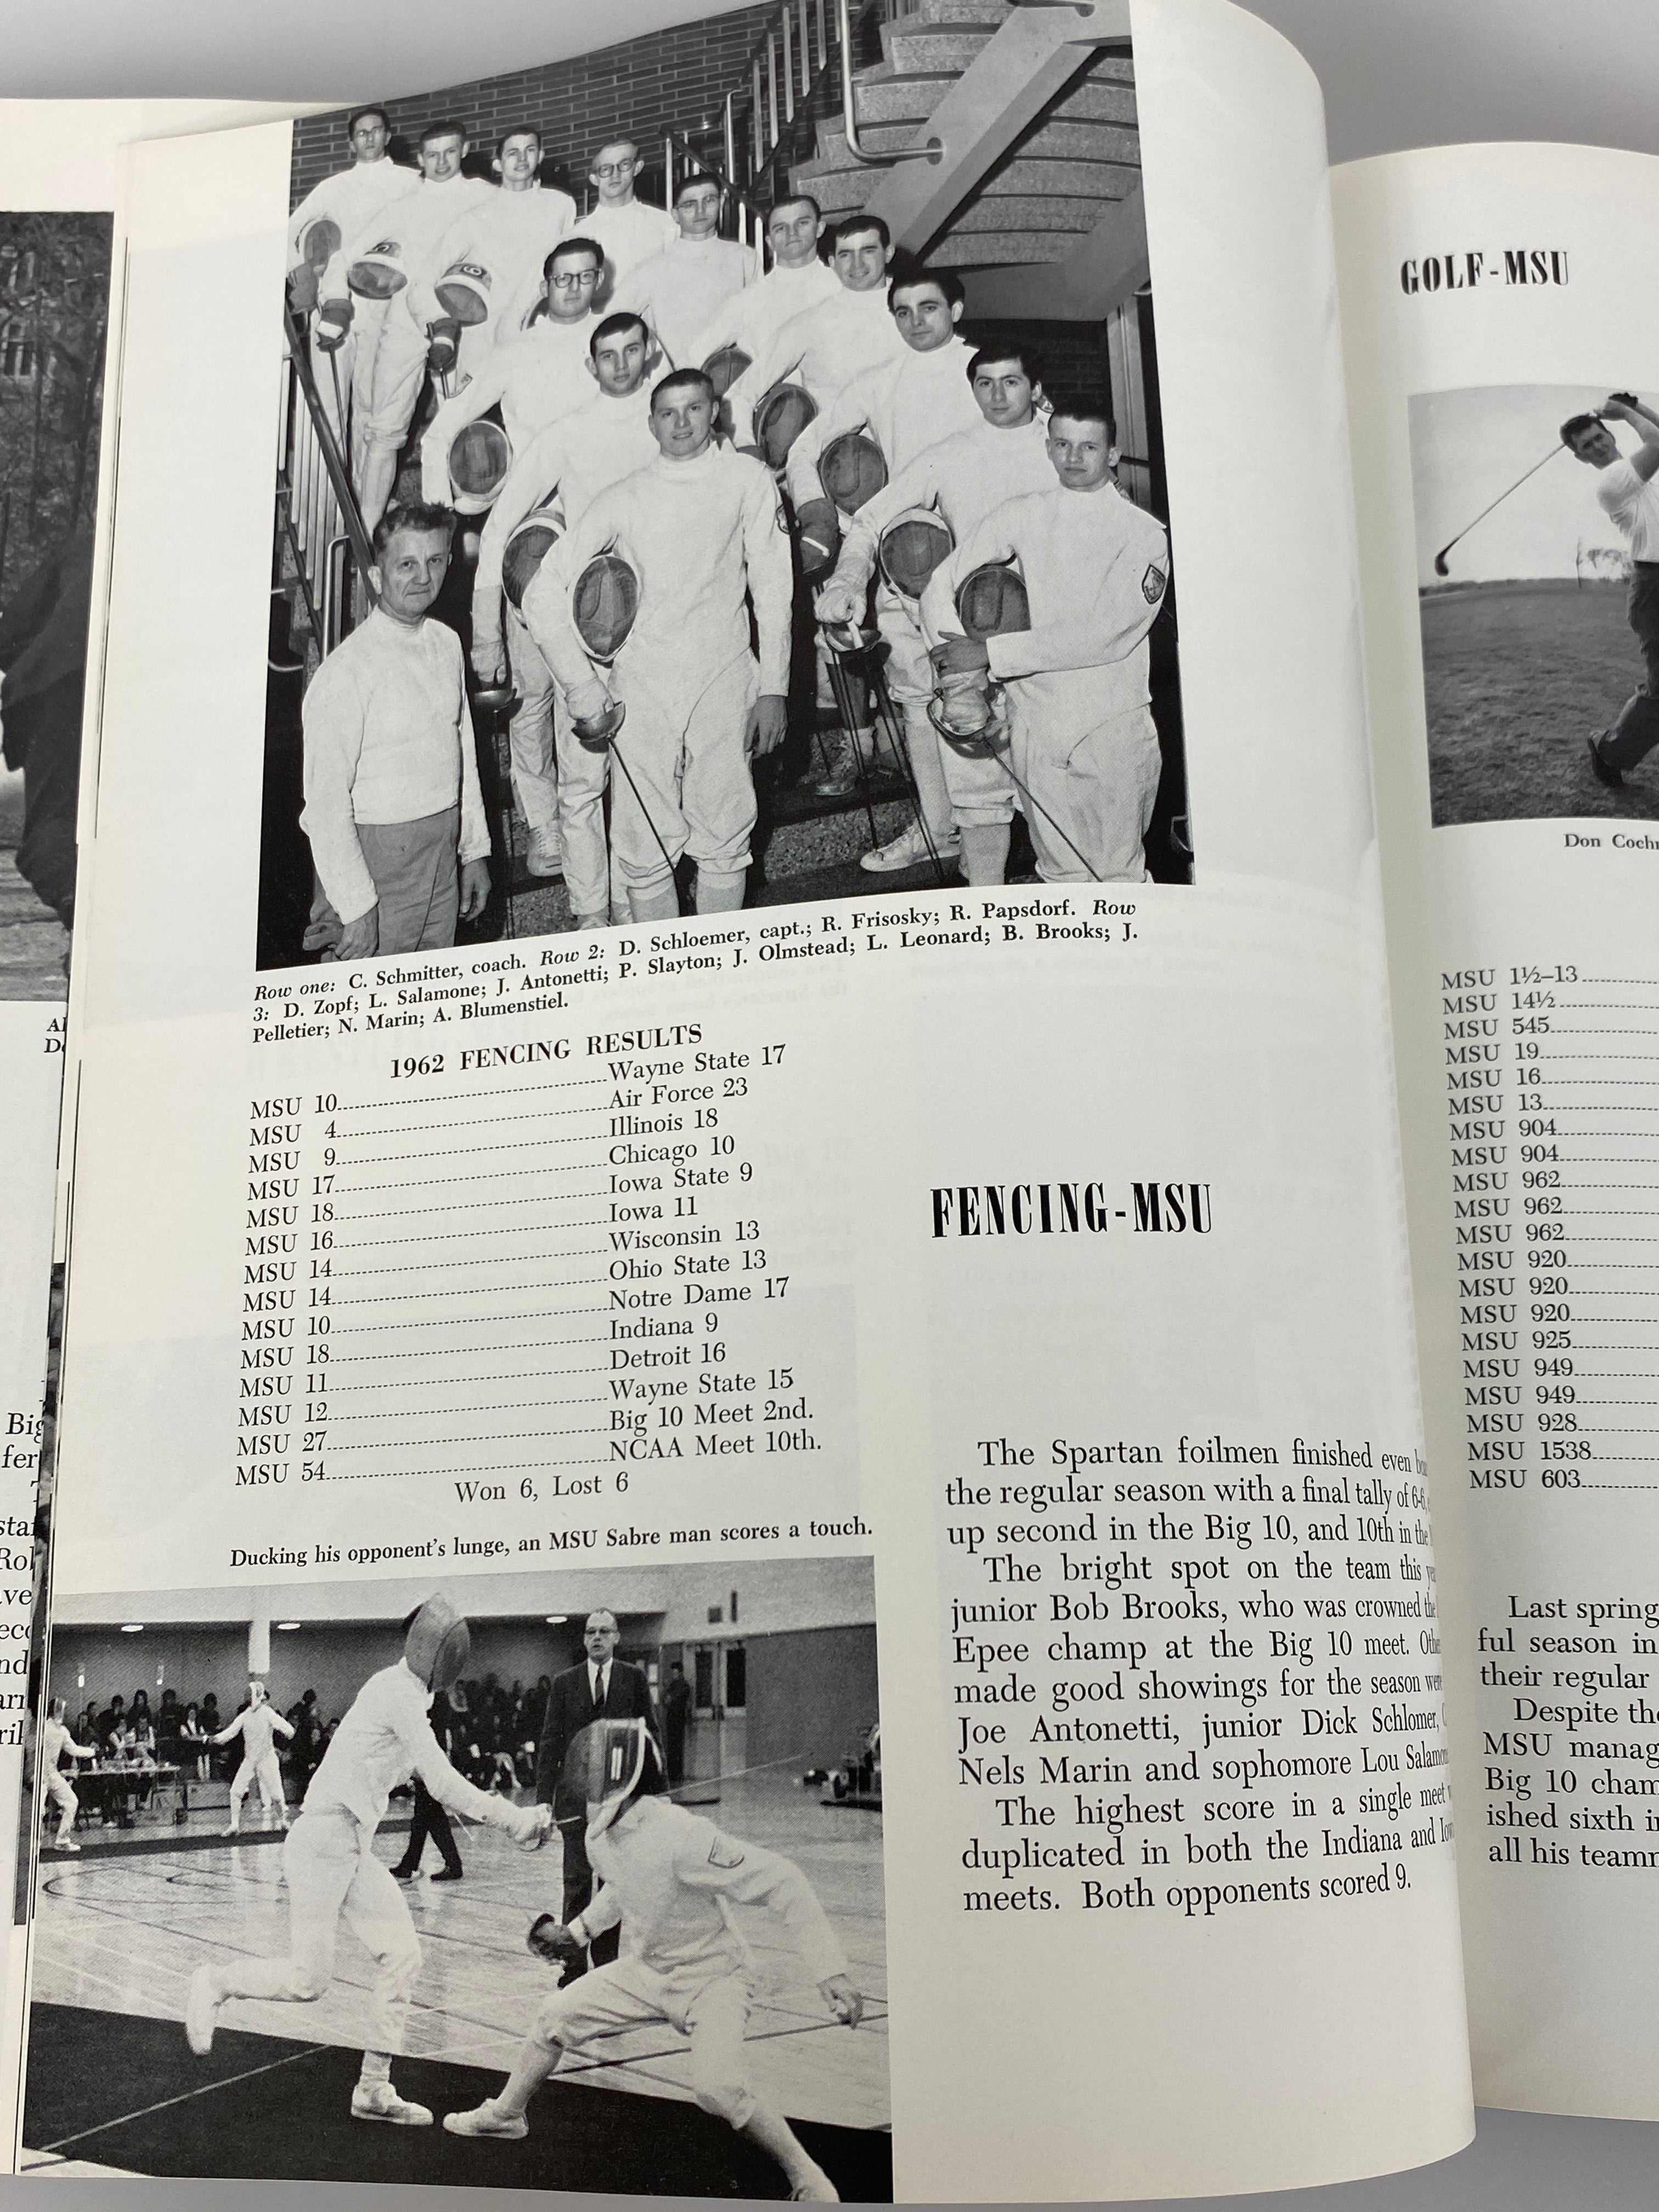 Row one: C. Schmitter, coach. Row 2: D. Schloemer, capt.; R. Frisosky; R. Papsdorf. Row
3: D. Zopf; L. Salamone; J. Antonetti; P. Slayton; J. Olmstead; L. Leonard; B. Brooks; J.
Pelletier; N. Marin; A. Blumenstiel.
1962 FENCING RESULTS
MSU 10 Wayne State 17
MSU 4 Air Force 23
MSU 9 Illinois 18
MSU 17 Chicago 10
MSU 18 Iowa State 9
MSU 16 Iowa 11
MSU 14 Wisconsin 13
MSU 14 Ohio State 13
MSU 10 Notre Dame 17
MSU 18 Indiana 9
MSU 11 Detroit 16
MSU 12 Wayne State 15
MSU 27 Big 10 Meet 2nd.
MSU 54 NCAA Meet 10th.
Won 6, Lost 6
Ducking his opponent's lunge, an MSU Sabre man scores a touch.
FENCING-MSU
The Spartan foilmen finished even
the regular season with a final tally of 6-6,
up second in the Big 10, and 10th in the
The bright spot on the team this
junior Bob Brooks, who was crowned the
Epee champ at the Big 10 meet.
made good showings for the season were
Joe Antonetti, junior Dick Schlomer,
Nels Marin and sophomore Lou
The highest score in a single meet
duplicated in both the Indiana and
meets. Both opponents scored 9.
GOLF-MSU
Don
MSU 1½–13
MSU 14½
MSU 545
MSU 19
MSU 16
MSU 13
MSU 904
MSU 904
MSU 962
MSU 962
MSU 962
MSU 920
MSU 920
MSU 920
MSU 925
MSU 949
MSU 949
MSU 928
MSU 1538
MSU 603
Last spring
ful season in
their regular
Despite the
MSU
Big 10
ished sixth
all his